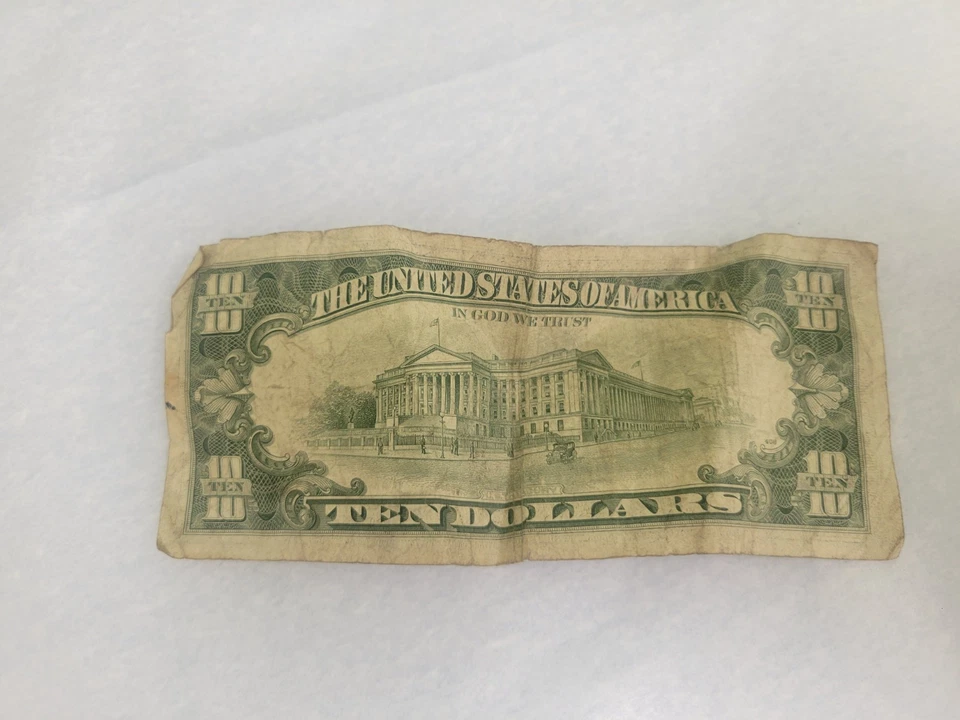 10 TEN 10
THE UNITED STATES OF AMERICA
10 TEN 10
IN GOD WE TRUST
10 TEN 10
TEN DOLLARS
10 TEN 10